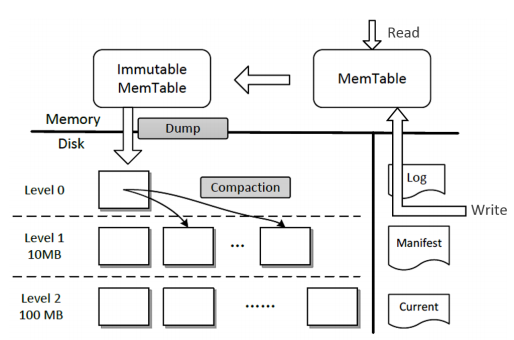 Read
Immutable
MemTable
MemTable
Memory
Dump
Disk
Level 0
Compaction
Log
Write
Level 1
10MB
...
Manifest
Level 2
100 MB
......
Current